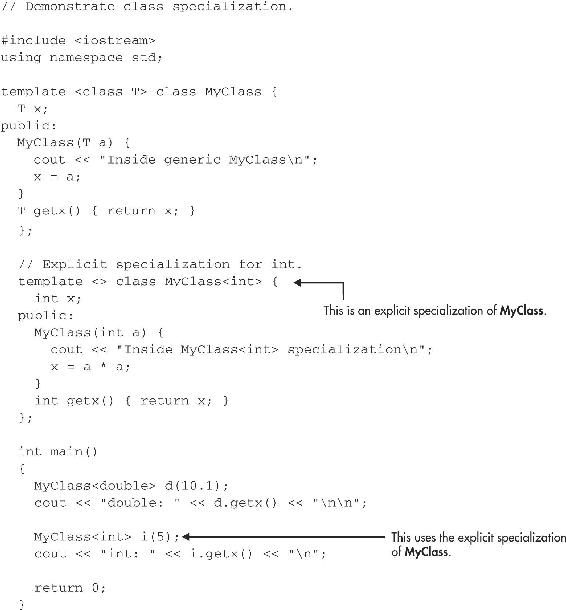 // Demonstrate class specialization.

#include <iostream>
using namespace std;

template <class T> class MyClass {
  T x;
public:
  MyClass(T a) {
    cout << "Inside generic MyClass\n";
    x = a;
  }
  T getx() { return x; }
  };

  // Explicit specialization for int.
  template <> class MyClass<int> {
    int x;
This is an explicit specialization of MyClass.
  public:
    MyClass(int a) {
      cout << "Inside MyClass<int> specialization\n";
      x = a * a;
    }
    int getx() { return x; }
  };

  int main()
  {
    MyClass<double> d(10.1);
    cout << "double: " << d.getx() << "\n\n";

    MyClass<int> i(5);
This uses the explicit specialization
of MyClass.
    cout << "int: " << i.getx() << "\n";

    return 0;
  }